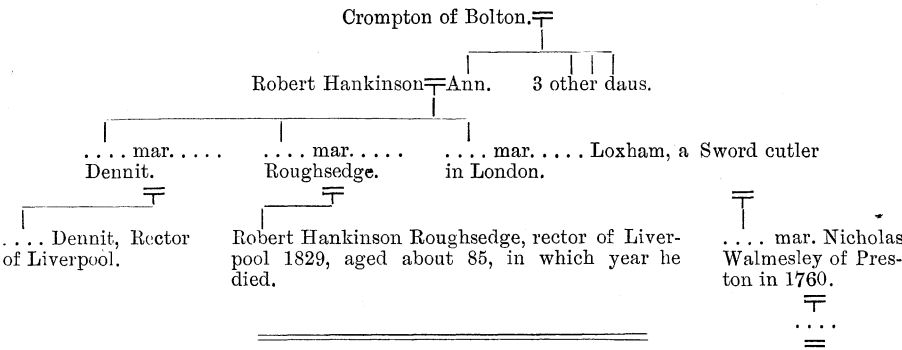 Crompton of Bolton.
Robert Hankinson Ann. 3 other daus.
.... mar..... .... mar..... .... mar..... Loxham, a Sword cutler
Dennit. Roughsedge. in London.
.... Dennit, Rector Robert Hankinson Roughsedge, rector of Liver- .... mar. Nicholas
of Liverpool. pool 1829, aged about 85, in which year he Walmesley of Pres-
died. ton in 1760.
....